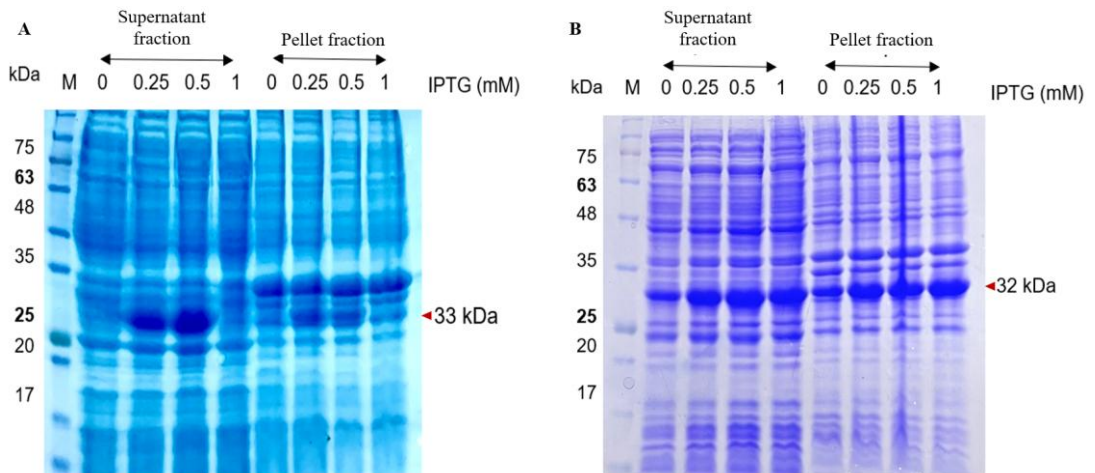 A
Supernatant
fraction
Pellet fraction
kDa M 0 0.25 0.5 1 0 0.25 0.5 1 IPTG (mM)
75
63
48
35
25
20
17
33 kDa
B
Supernatant
fraction
Pellet fraction
kDa M 0 0.25 0.5 1 0 0.25 0.5 1 IPTG (mM)
75
63
48
35
25
20
17
32 kDa